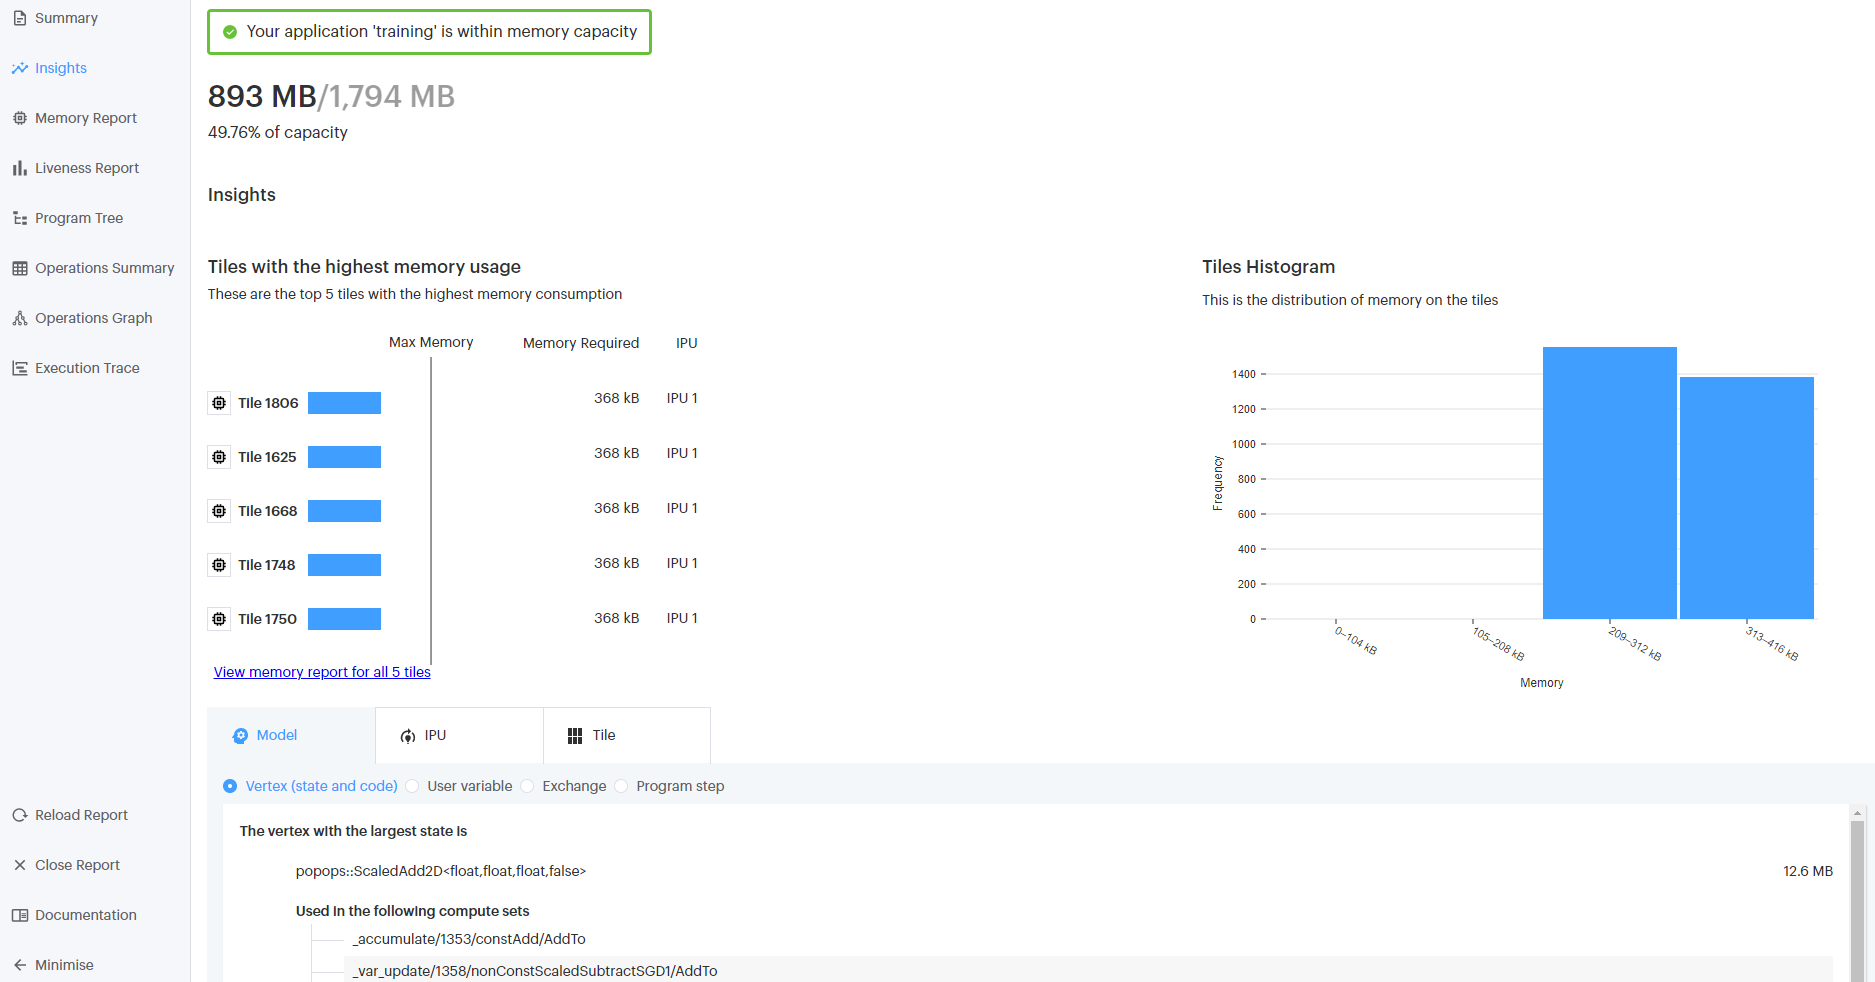 Summary
Insights
Memory Report
Liveness Report
Program Tree
Operations Summary
Operations Graph
Execution Trace
Reload Report
Close Report
Documentation
Minimise
Your application 'training' is within memory capacity
893 MB/1,794 MB
49.76% of capacity
Insights
Tiles with the highest memory usage
These are the top 5 tiles with the highest memory consumption
Max Memory Memory Required IPU
Tile 1806 368 kB IPU 1
Tile 1625 368 kB IPU 1
Tile 1668 368 kB IPU 1
Tile 1748 368 kB IPU 1
Tile 1750 368 kB IPU 1
View memory report for all 5 tiles
Tiles Histogram
This is the distribution of memory on the tiles
1400
1200
1000
800
600
400
200
0
Frequency
0–104 kB
105–208 kB
209–312 kB
313–416 kB
Memory
Model IPU Tile
Vertex (state and code) User variable Exchange Program step
The vertex with the largest state is
popops::ScaledAdd2D<float,float,float,false> 12.6 MB
Used in the following compute sets
_accumulate/1353/constAdd/AddTo
_var_update/1358/nonConstScaledSubtractSGD1/AddTo